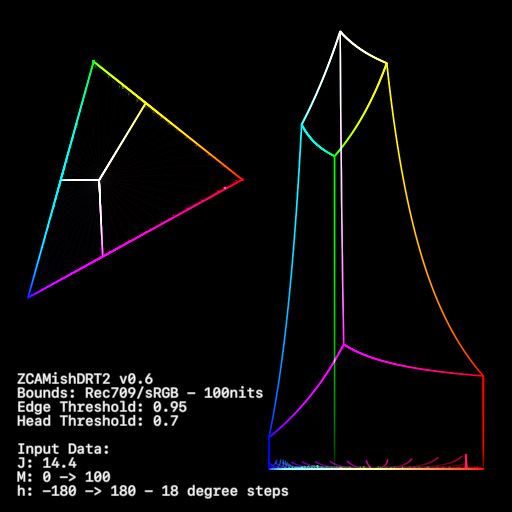 ZCAMishDRT2 v0.6
Bounds: Rec709/sRGB – 100nits
Edge Threshold: 0.95
Head Threshold: 0.7
Input Data:
J: 14.4
M: 0 –> 100
h: -180 –> 180 – 18 degree steps